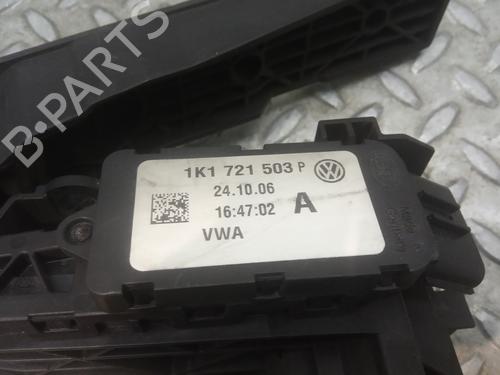 B-PARTS
1K1 721 503 P
24.10.06
16:47:02 A
VWA